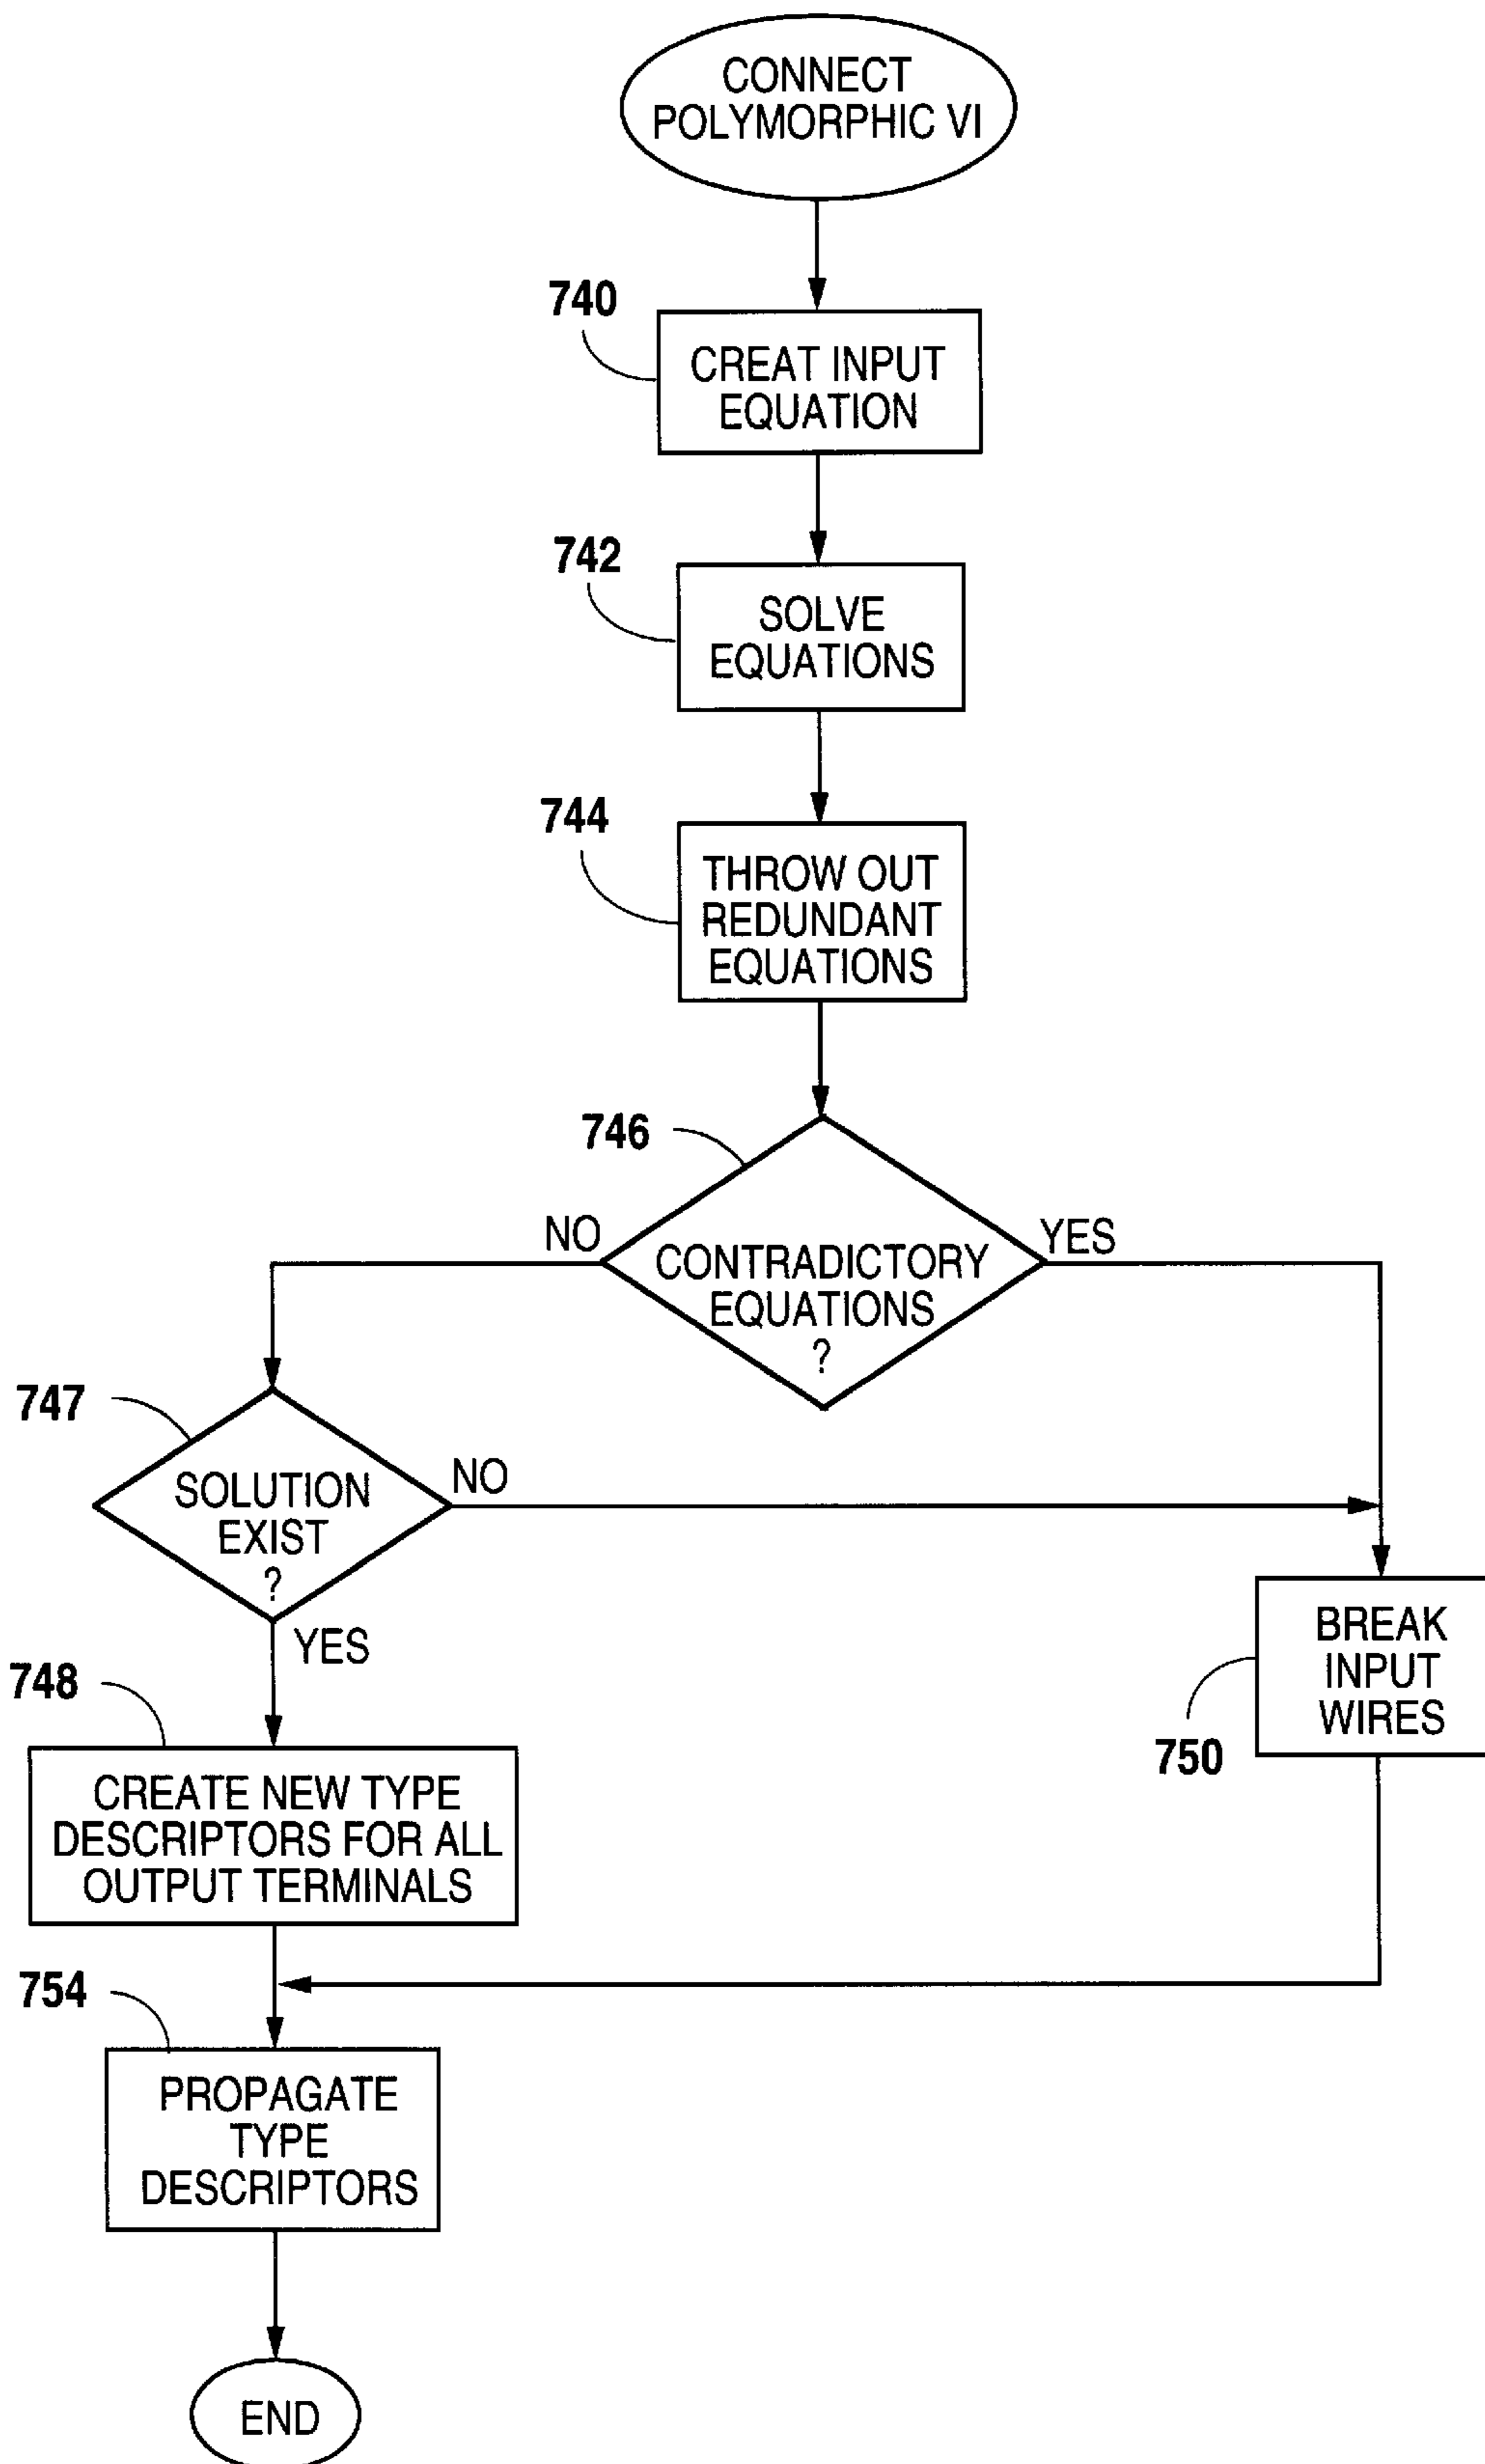 CONNECT
POLYMORPHIC VI
740
CREAT INPUT
EQUATION
742
SOLVE
EQUATIONS
744
THROW OUT
REDUNDANT
EQUATIONS
746
NO
YES
CONTRADICTORY
EQUATIONS
?
747
NO
SOLUTION
EXIST
?
YES
BREAK
INPUT
WIRES
750
748
CREATE NEW TYPE
DESCRIPTORS FOR ALL
OUTPUT TERMINALS
754
PROPAGATE
TYPE
DESCRIPTORS
END